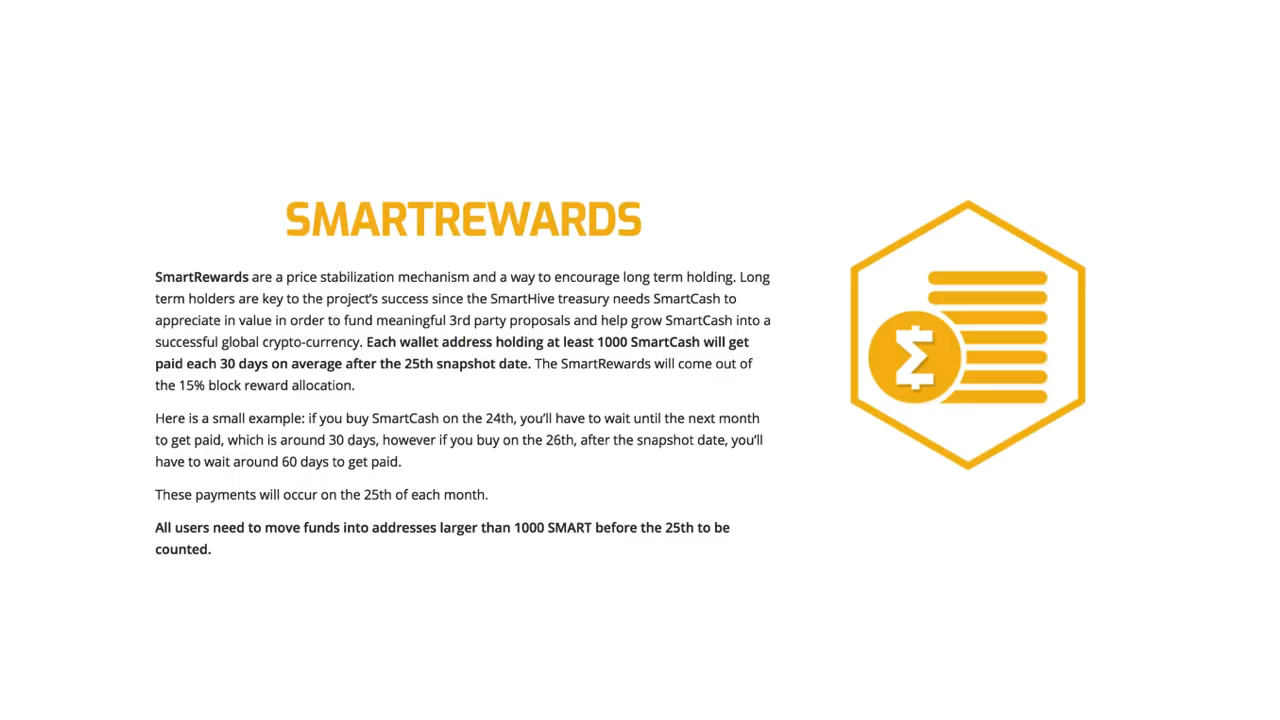 SMARTREWARDS
SmartRewards are a price stabilization mechanism and a way to encourage long term holding. Long
term holders are key to the project's success since the SmartHive treasury needs SmartCash to
appreciate in value in order to fund meaningful 3rd party proposals and help grow SmartCash into a
successful global crypto-currency. Each wallet address holding at least 1000 SmartCash will get
paid each 30 days on average after the 25th snapshot date. The SmartRewards will come out of
the 15% block reward allocation.
Here is a small example: if you buy SmartCash on the 24th, you'll have to wait until the next month
to get paid, which is around 30 days, however if you buy on the 26th, after the snapshot date, you'll
have to wait around 60 days to get paid.
These payments will occur on the 25th of each month.
All users need to move funds into addresses larger than 1000 SMART before the 25th to be
counted.